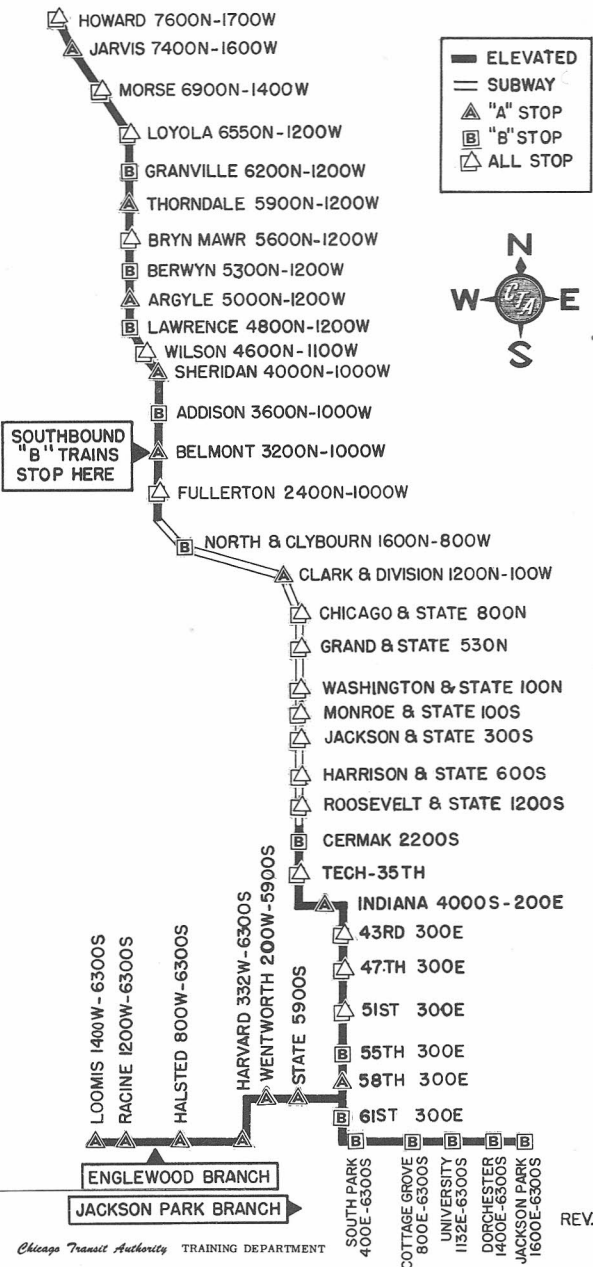 HOWARD 7600N-1700W
JARVIS 7400N-1600W
MORSE 6900N-1400W
LOYOLA 6550N-1200W
B GRANVILLE 6200N-1200W
A THORNDALE 5900N-1200W
BRYN MAWR 5600N-1200W
B BERWYN 5300N-1200W
A ARGYLE 5000N-1200W
B LAWRENCE 4800N-1200W
WILSON 4600N-1100W
A SHERIDAN 4000N-1000W
B ADDISON 3600N-1000W
SOUTHBOUND
"B" TRAINS
STOP HERE
A BELMONT 3200N-1000W
FULLERTON 2400N-1000W
B NORTH & CLYBOURN 1600N-800W
A CLARK & DIVISION 1200N-100W
CHICAGO & STATE 800N
GRAND & STATE 530N
WASHINGTON & STATE 100N
MONROE & STATE 100S
JACKSON & STATE 300S
HARRISON & STATE 600S
ROOSEVELT & STATE 1200S
B CERMAK 2200S
TECH-35TH
A INDIANA 4000S-200E
43RD 300E
47TH 300E
51ST 300E
B 55TH 300E
A 58TH 300E
B 61ST 300E
ELEVATED
SUBWAY
A "A" STOP
B "B" STOP
ALL STOP
N
W CTA E
S
LOOMIS 1400W-6300S
RACINE 1200W-6300S
HALSTED 800W-6300S
HARVARD 332W-6300S
WENTWORTH 200W-5900S
STATE 5900S
A A A A A A
B B B B B
ENGLEWOOD BRANCH
JACKSON PARK BRANCH
SOUTH PARK
400E-6300S
COTTAGE GROVE
800E-6300S
UNIVERSITY
1132E-6300S
DORCHESTER
1400E-6300S
JACKSON PARK
1600E-6300S
REV.
Chicago Transit Authority TRAINING DEPARTMENT